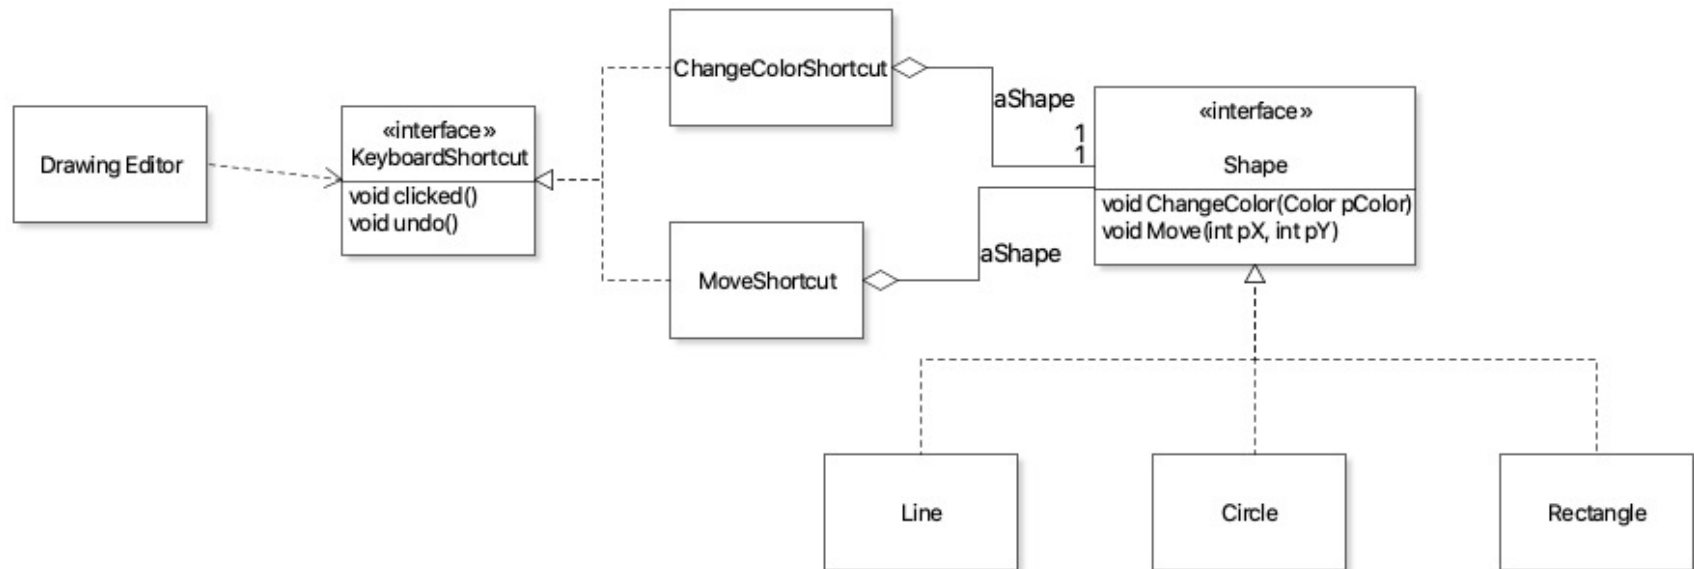 Drawing Editor
«interface»
KeyboardShortcut
void clicked()
void undo()
ChangeColorShortcut
aShape
1
1
MoveShortcut
aShape
«interface»
Shape
void ChangeColor(Color pColor)
void Move(int pX, int pY)
Line
Circle
Rectangle